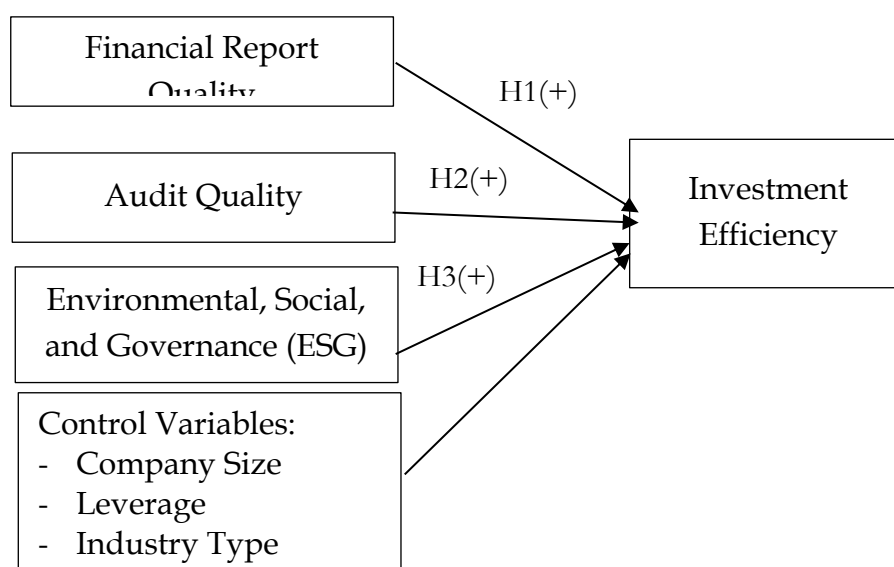 Financial Report
Quality
H1(+)
Audit Quality
H2(+)
Investment
Efficiency
Environmental, Social,
and Governance (ESG)
H3(+)
Control Variables:
- Company Size
- Leverage
- Industry Type